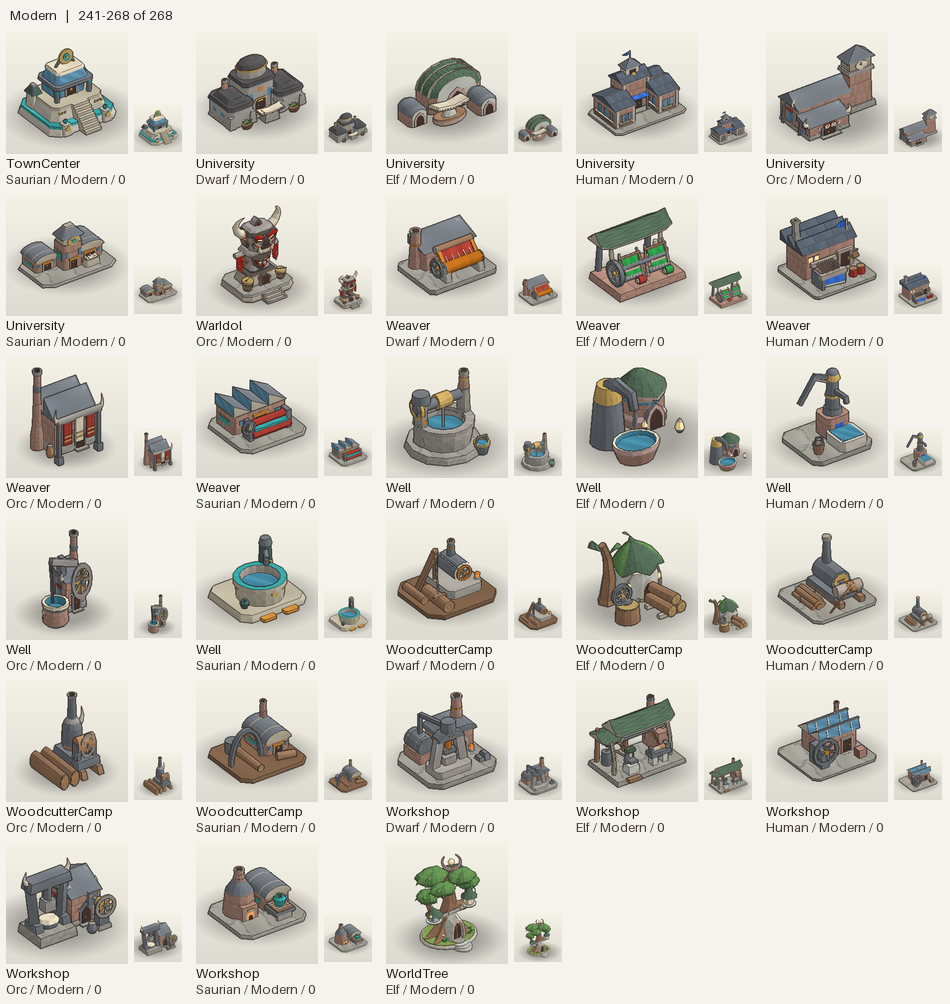 Modern | 241-268 of 268
TownCenter
Saurian / Modern / 0
University
Dwarf / Modern / 0
University
Elf / Modern / 0
University
Human / Modern / 0
University
Orc / Modern / 0
University
Saurian / Modern / 0
WarIdol
Orc / Modern / 0
Weaver
Dwarf / Modern / 0
Weaver
Elf / Modern / 0
Weaver
Human / Modern / 0
Weaver
Orc / Modern / 0
Weaver
Saurian / Modern / 0
Well
Dwarf / Modern / 0
Well
Elf / Modern / 0
Well
Human / Modern / 0
Well
Orc / Modern / 0
Well
Saurian / Modern / 0
WoodcutterCamp
Dwarf / Modern / 0
WoodcutterCamp
Elf / Modern / 0
WoodcutterCamp
Human / Modern / 0
WoodcutterCamp
Orc / Modern / 0
WoodcutterCamp
Saurian / Modern / 0
Workshop
Dwarf / Modern / 0
Workshop
Elf / Modern / 0
Workshop
Human / Modern / 0
Workshop
Orc / Modern / 0
Workshop
Saurian / Modern / 0
WorldTree
Elf / Modern / 0